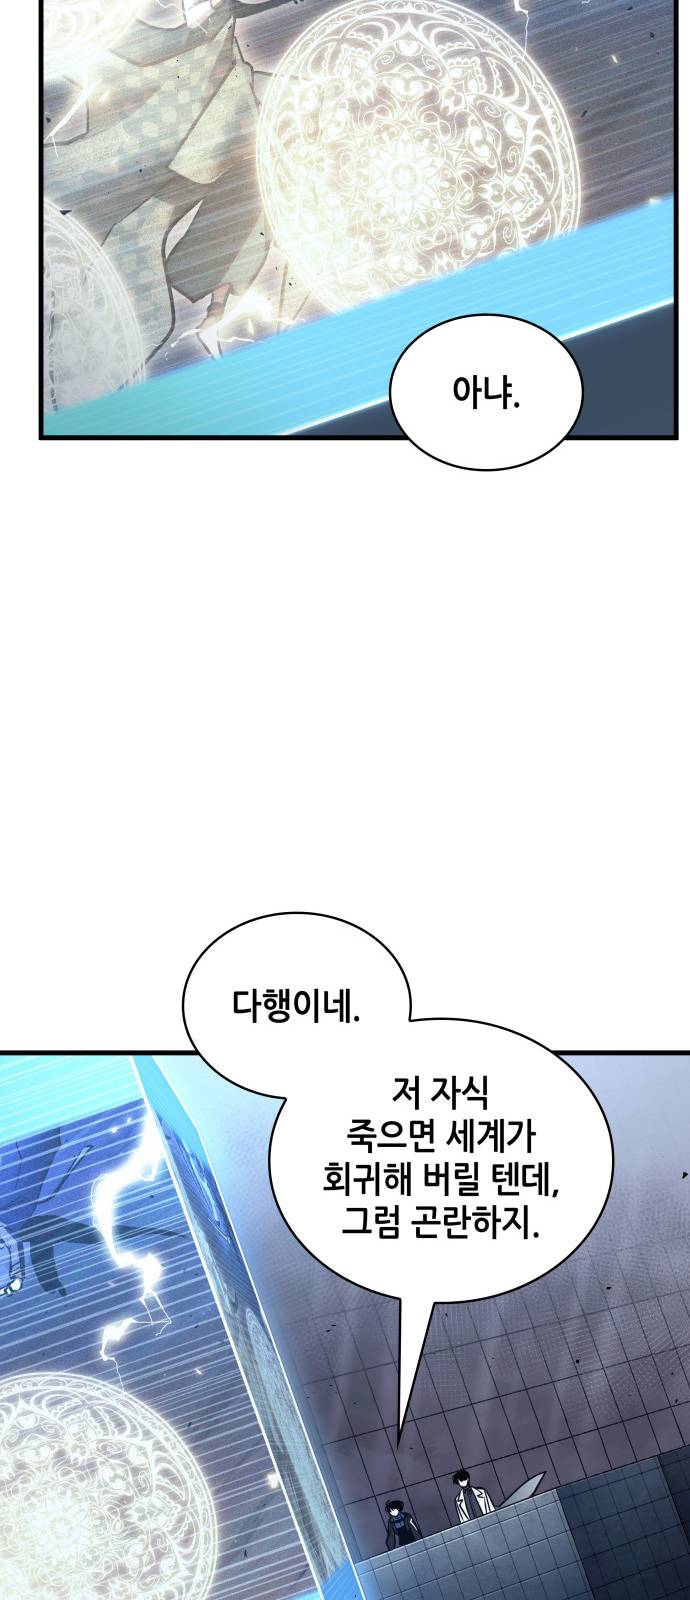 아냐.
다행이네.
저 자식
죽으면 세계가
회귀해 버릴 텐데,
그럼 곤란하지.